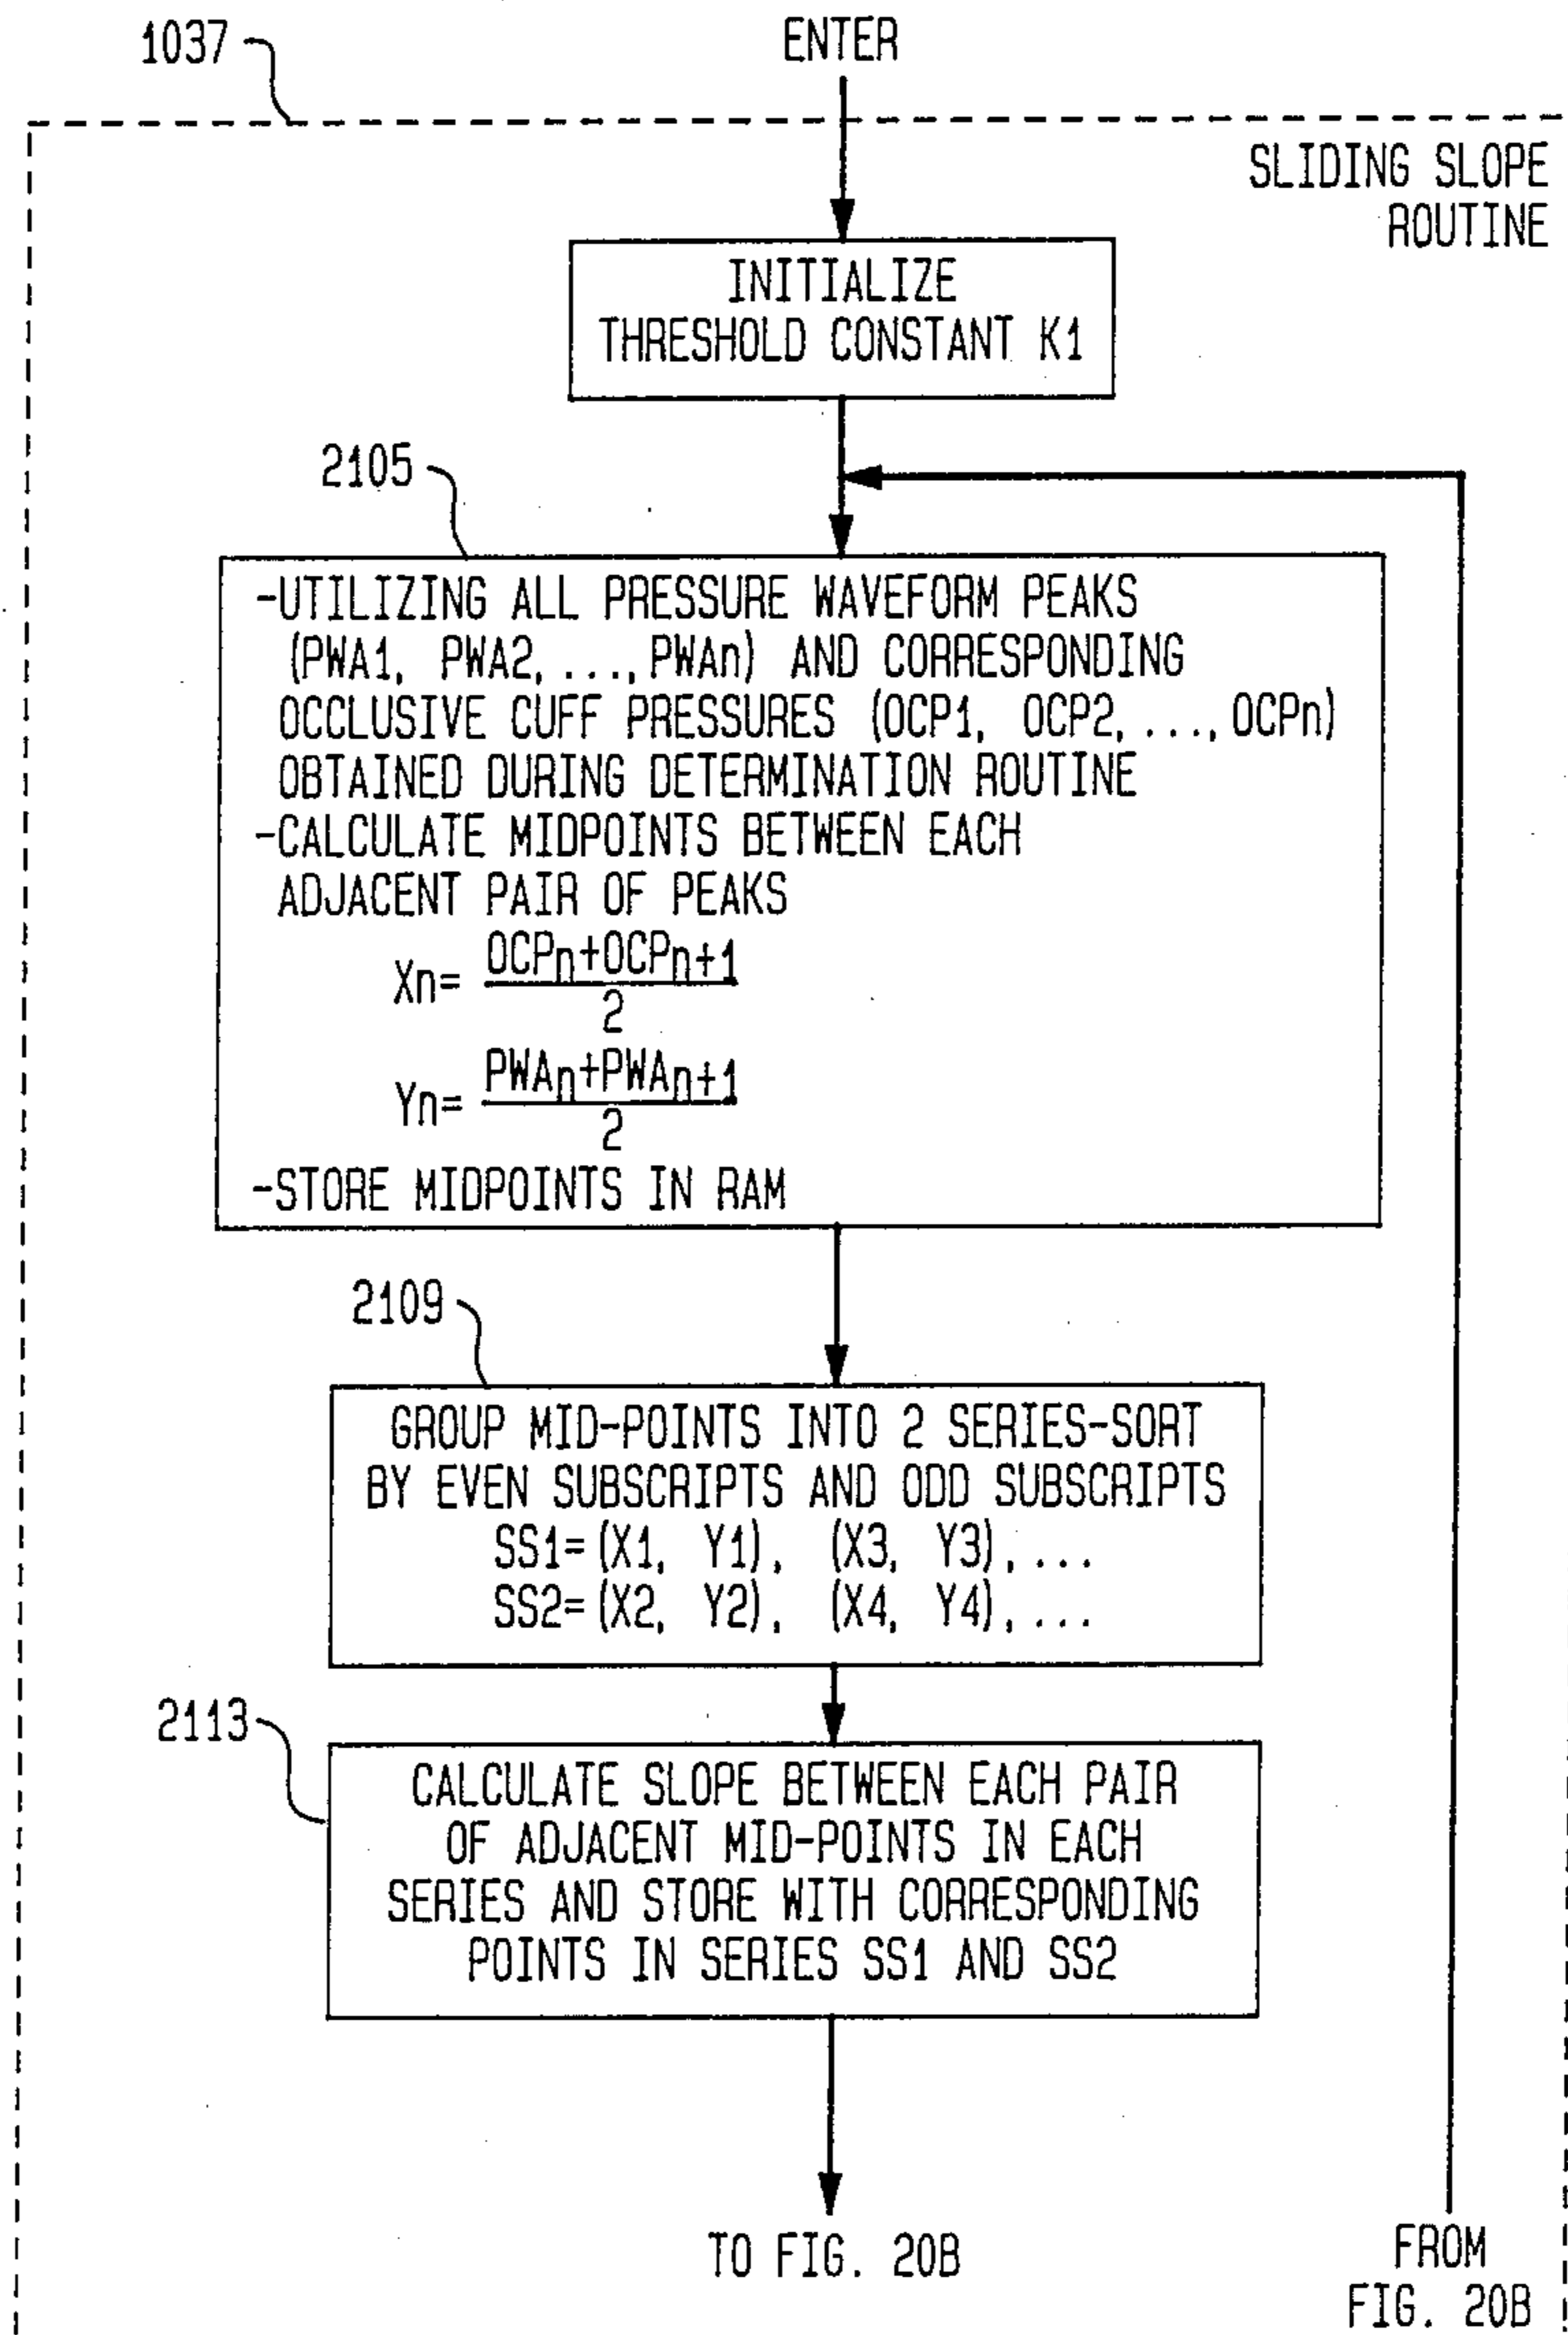 1037
ENTER
SLIDING SLOPE
ROUTINE
INITIALIZE
THRESHOLD CONSTANT K1
2105
-UTILIZING ALL PRESSURE WAVEFORM PEAKS
(PWA1, PWA2,..., PWAn) AND CORRESPONDING
OCCLUSIVE CUFF PRESSURES (OCP1, OCP2,..., OCPn)
OBTAINED DURING DETERMINATION ROUTINE
-CALCULATE MIDPOINTS BETWEEN EACH
ADJACENT PAIR OF PEAKS
Xn= OCPn+OCPn+1
2
Yn= PWAn+PWAn+1
2
-STORE MIDPOINTS IN RAM
2109
GROUP MID-POINTS INTO 2 SERIES-SORT
BY EVEN SUBSCRIPTS AND ODD SUBSCRIPTS
SS1=(X1, Y1), (X3, Y3),...
SS2=(X2, Y2), (X4, Y4),...
2113
CALCULATE SLOPE BETWEEN EACH PAIR
OF ADJACENT MID-POINTS IN EACH
SERIES AND STORE WITH CORRESPONDING
POINTS IN SERIES SS1 AND SS2
TO FIG. 20B
FROM
FIG. 20B